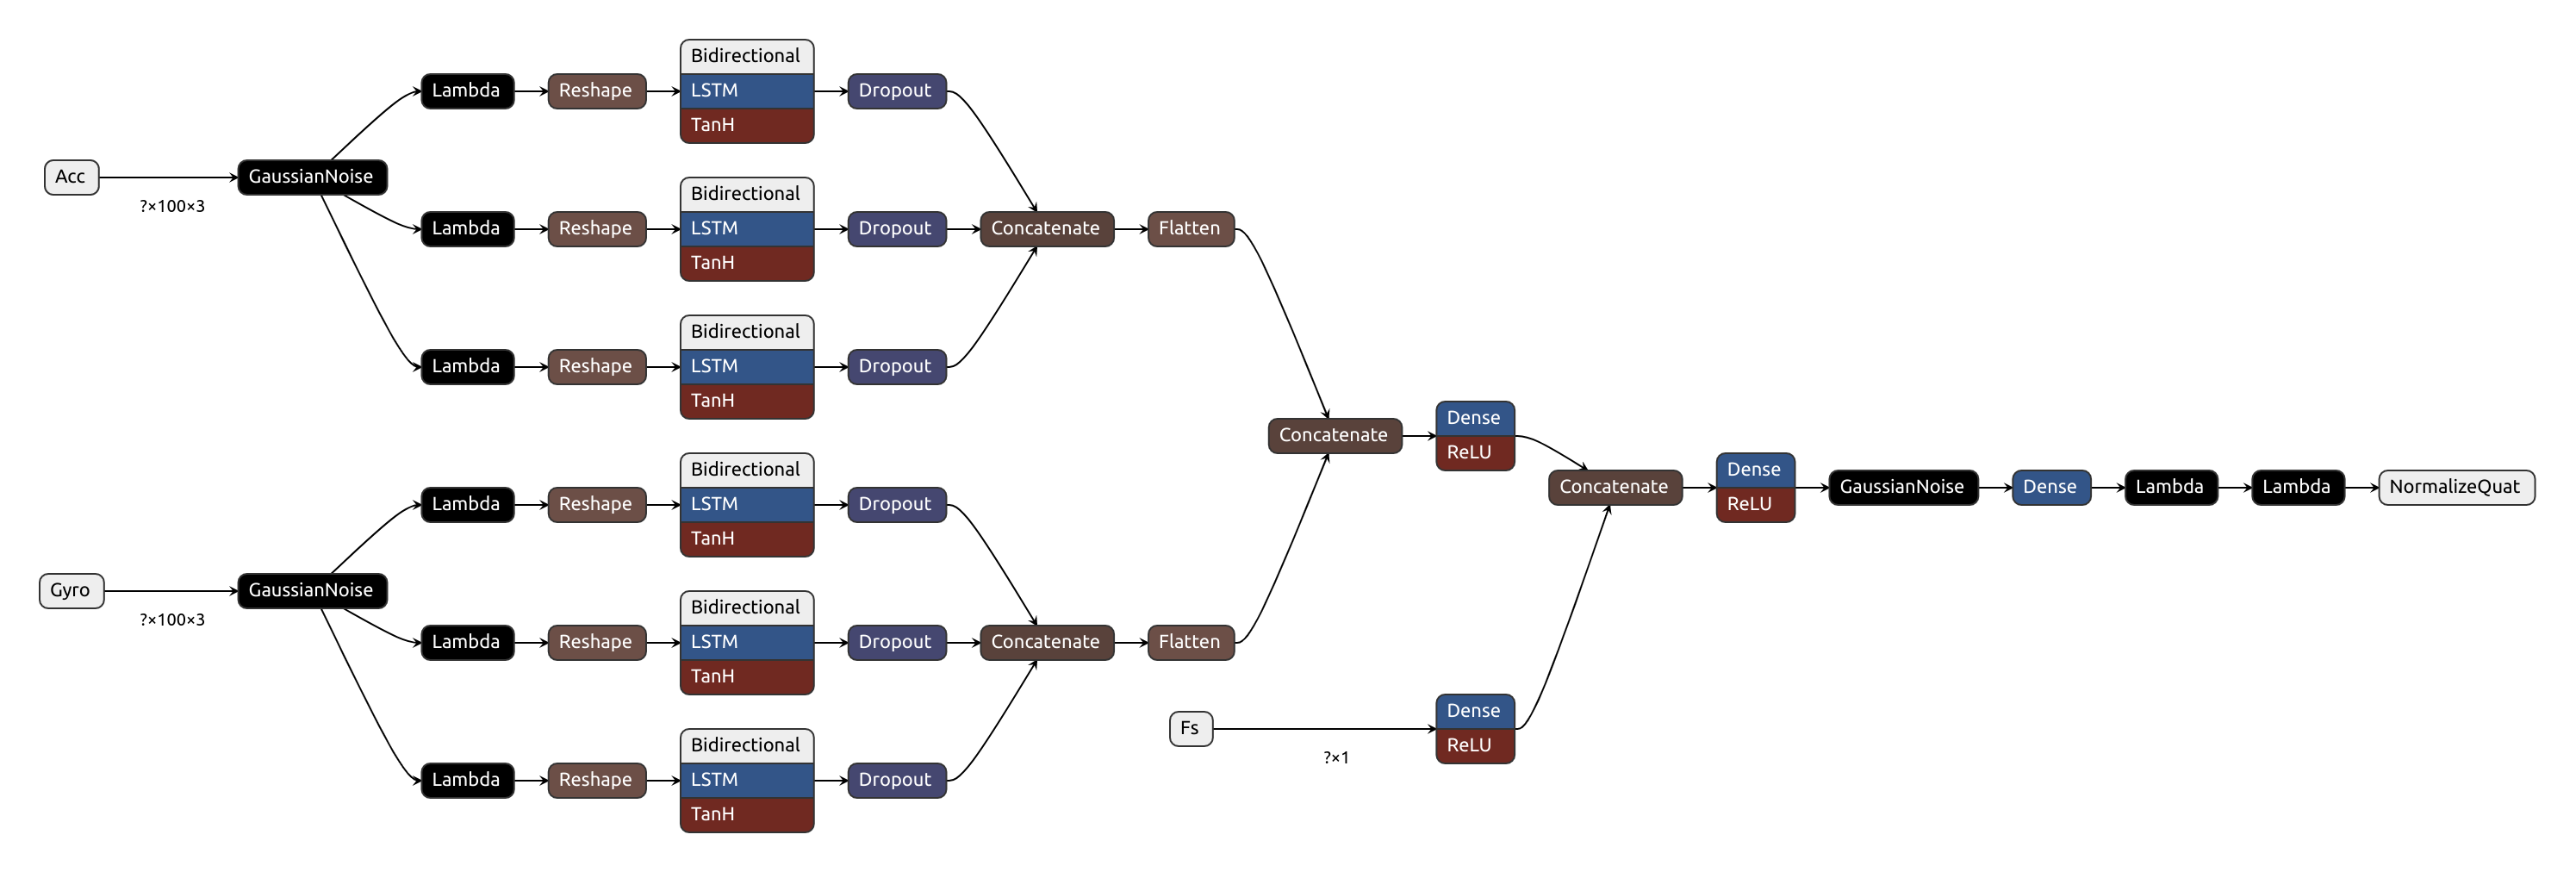 Bidirectional
Lambda
Reshape
LSTM
Dropout
TanH
Acc
GaussianNoise
?×100×3
Bidirectional
Lambda
Reshape
LSTM
Dropout
Concatenate
Flatten
TanH
Bidirectional
Lambda
Reshape
LSTM
Dropout
TanH
Concatenate
Dense
ReLU
Bidirectional
Lambda
Reshape
LSTM
Dropout
TanH
Concatenate
Dense
ReLU
GaussianNoise
Dense
Lambda
Lambda
NormalizeQuat
Gyro
GaussianNoise
?×100×3
Bidirectional
Lambda
Reshape
LSTM
Dropout
Concatenate
Flatten
TanH
Fs
?×1
Dense
ReLU
Bidirectional
Lambda
Reshape
LSTM
Dropout
TanH